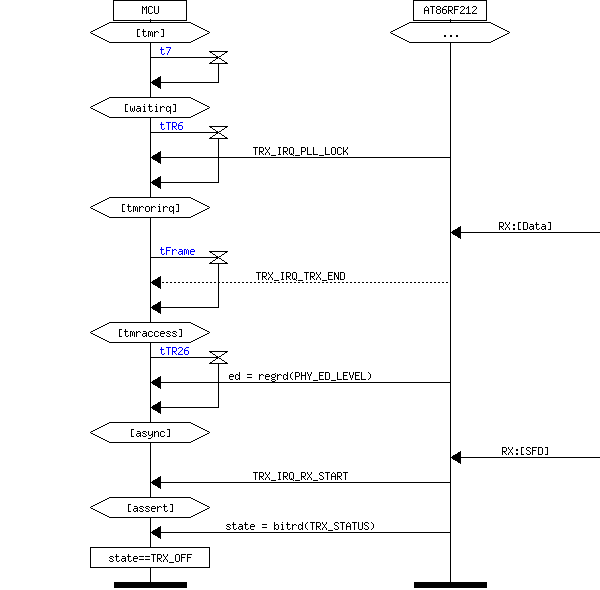 MCU
AT86RF212
[tmr]
...
t7
[waitirq]
tTR6
TRX_IRQ_PLL_LOCK
[tmrorirq]
RX:[Data]
tFrame
TRX_IRQ_TRX_END
[tmraccess]
tTR26
ed = regrd(PHY_ED_LEVEL)
[async]
RX:[SFD]
TRX_IRQ_RX_START
[assert]
state = bitrd(TRX_STATUS)
state==TRX_OFF